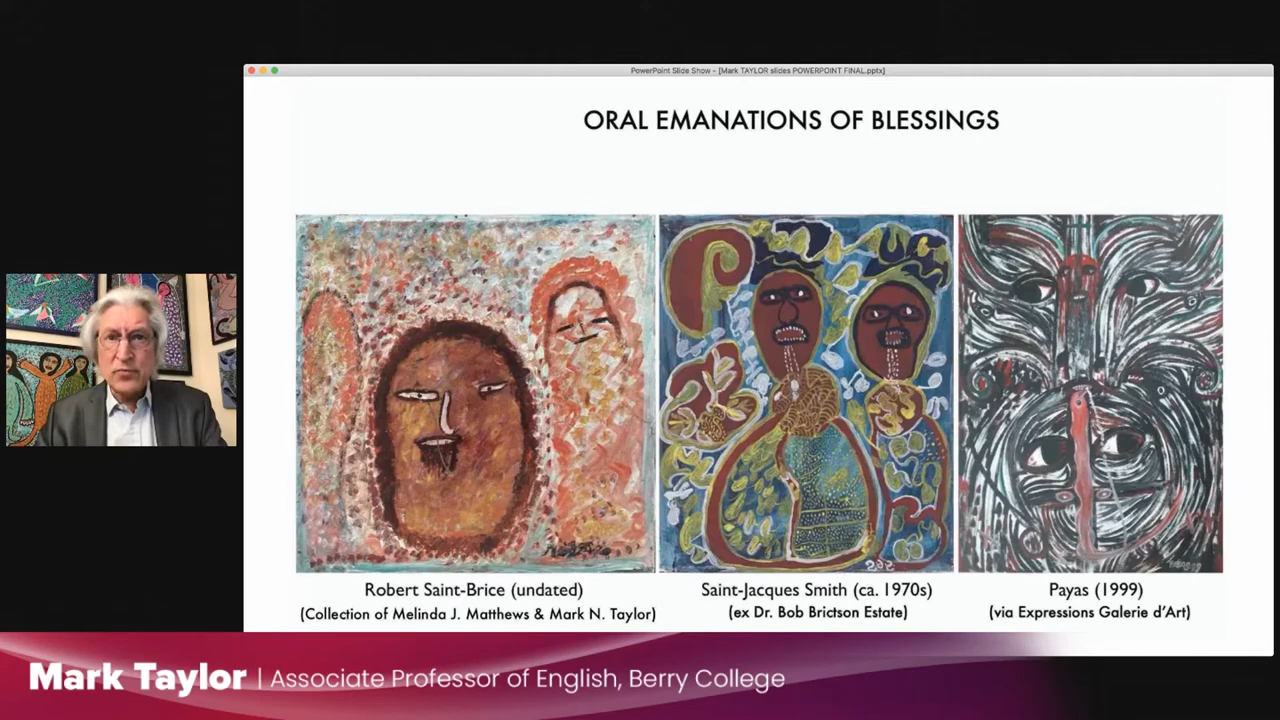 PowerPoint Slide Show - [Mark TAYLOR slides POWERPOINT FINAL.pptx]
ORAL EMANATIONS OF BLESSINGS
Robert Saint-Brice (undated)
(Collection of Melinda J. Matthews & Mark N. Taylor)
Saint-Jacques Smith (ca. 1970s)
(ex Dr. Bob Brictson Estate)
Payas (1999)
(via Expressions Galerie d'Art)
Mark Taylor | Associate Professor of English, Berry College